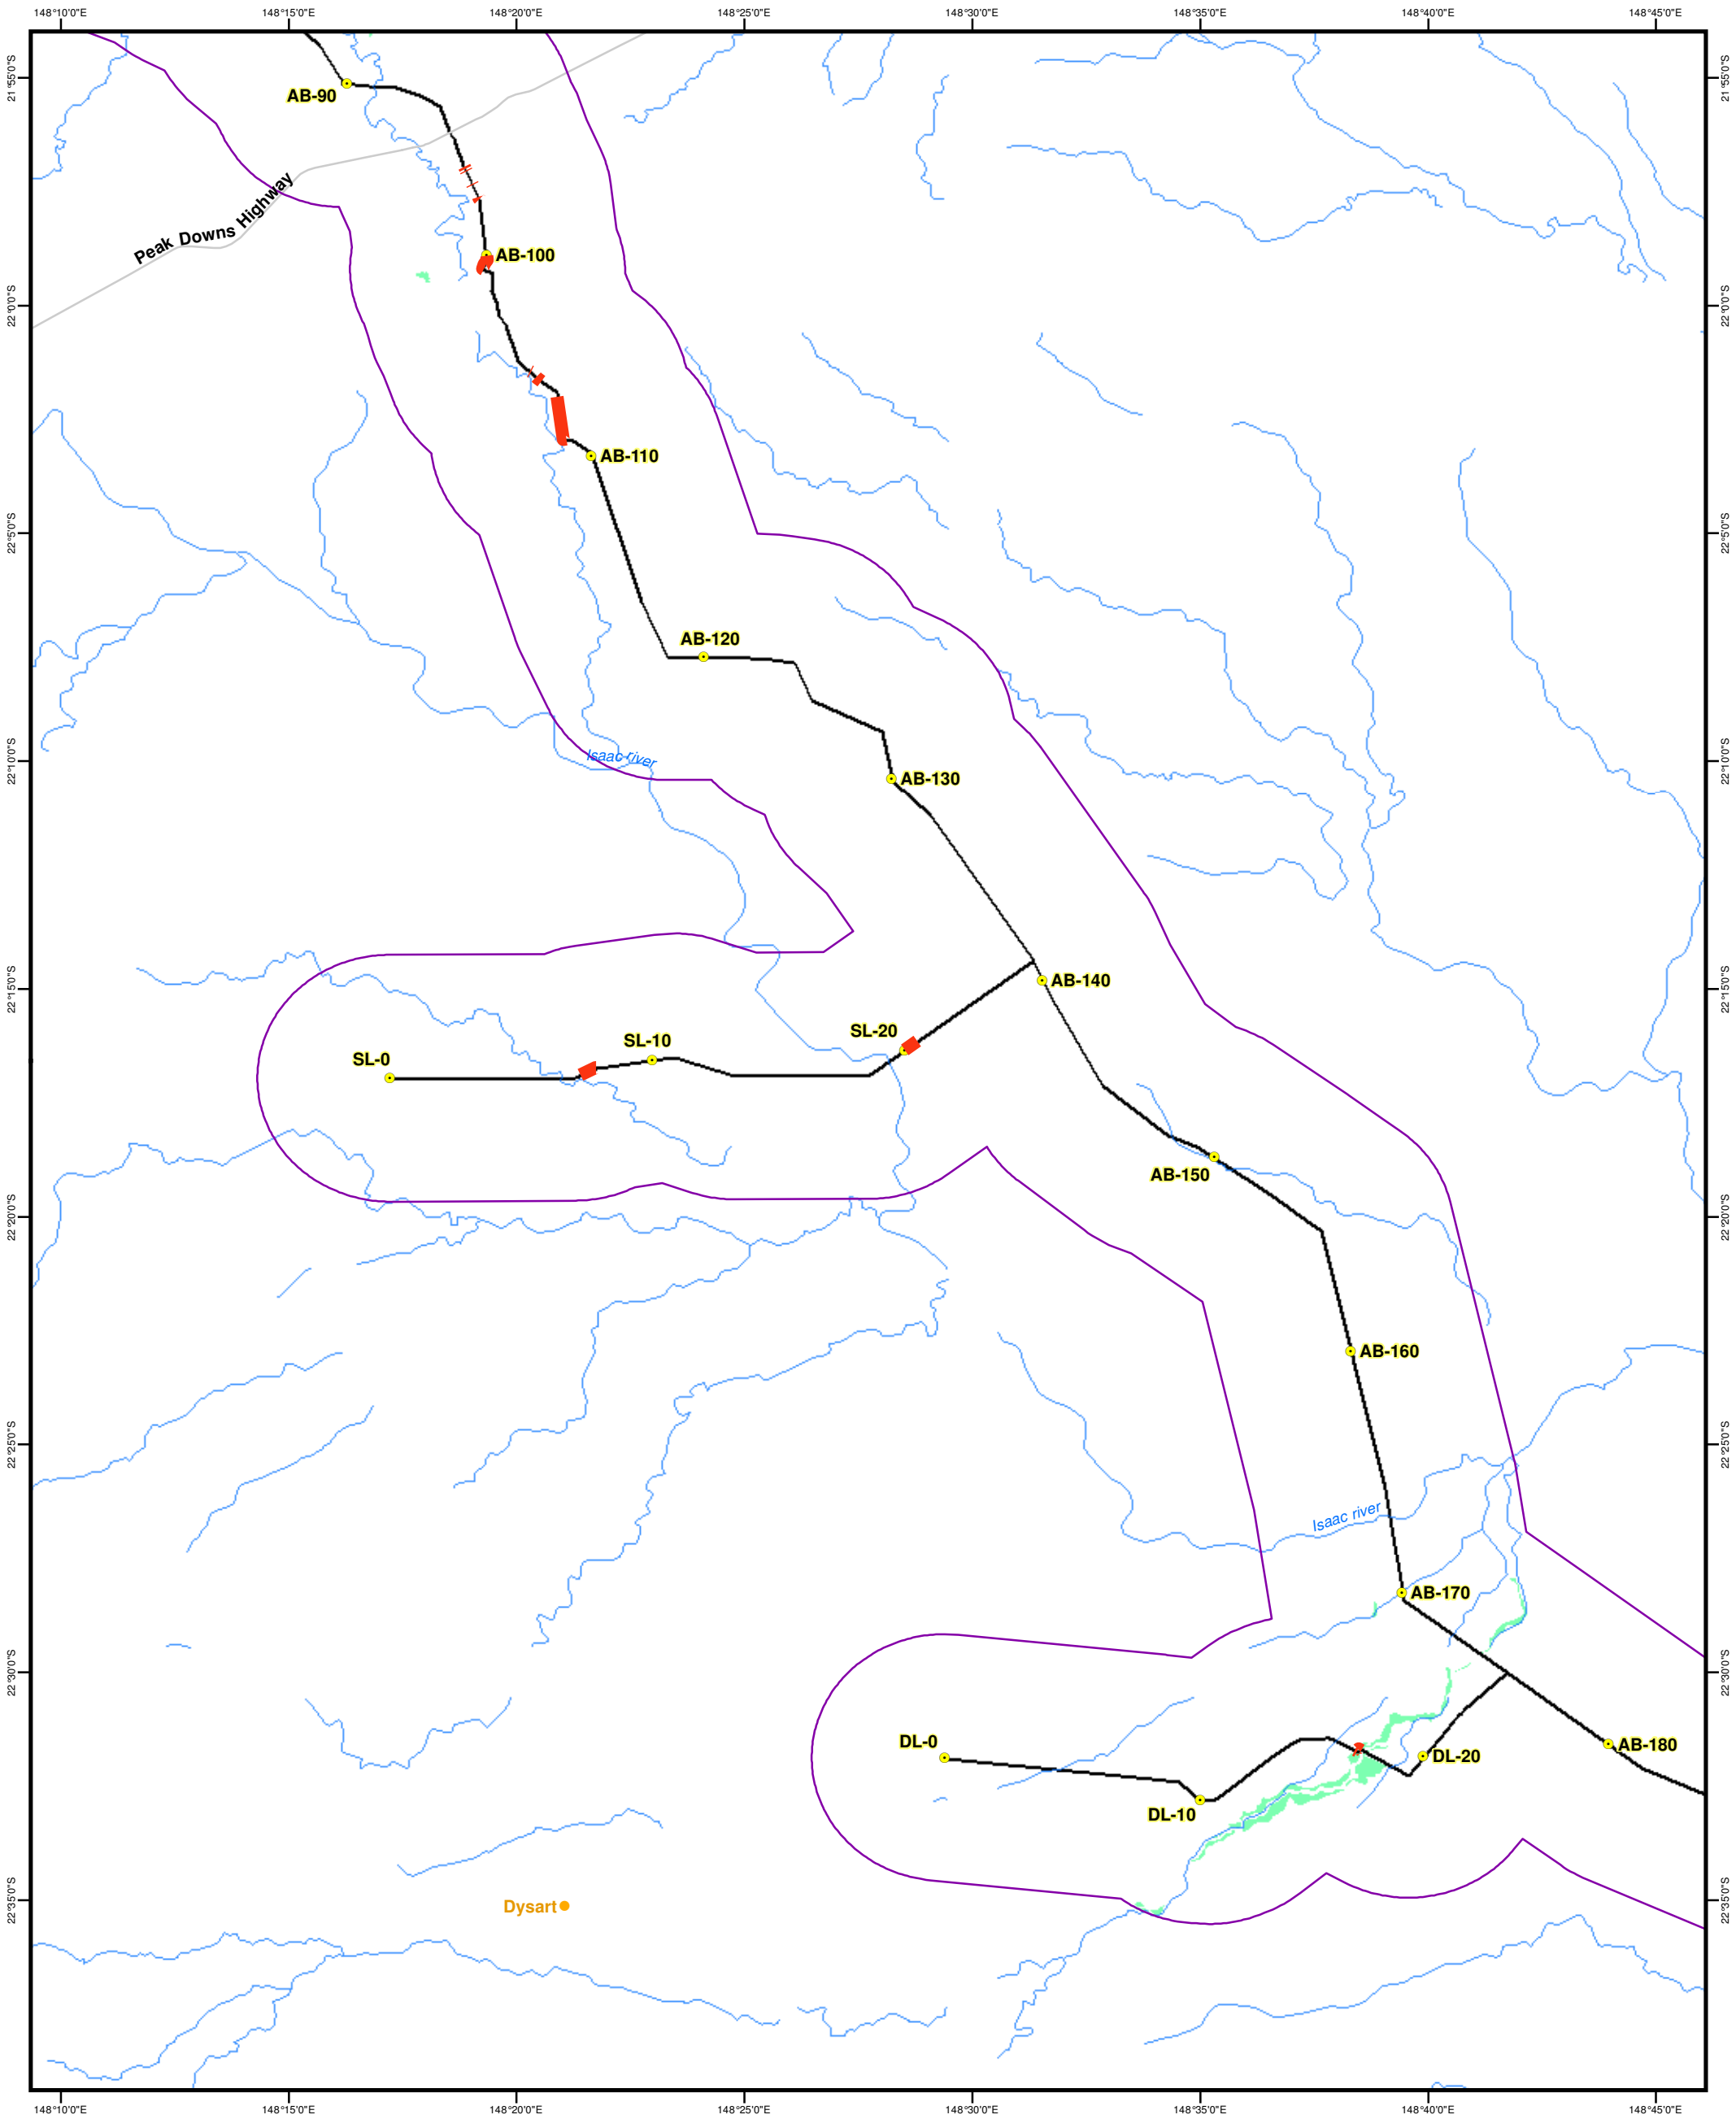 148°10'0"E
148°15'0"E
148°20'0"E
148°25'0"E
148°30'0"E
148°35'0"E
148°40'0"E
148°45'0"E
21°55'0"S
21°55'0"S
AB-90
Peak Downs Highway
AB-100
22°0'0"S
22°0'0"S
AB-110
22°5'0"S
22°5'0"S
AB-120
Isaac river
22°10'0"S
22°10'0"S
AB-130
AB-140
22°15'0"S
22°15'0"S
SL-20
SL-10
SL-0
AB-150
22°20'0"S
22°20'0"S
AB-160
22°25'0"S
22°25'0"S
Isaac river
AB-170
22°30'0"S
22°30'0"S
DL-0
AB-180
DL-20
DL-10
22°35'0"S
22°35'0"S
Dysart
148°10'0"E
148°15'0"E
148°20'0"E
148°25'0"E
148°30'0"E
148°35'0"E
148°40'0"E
148°45'0"E